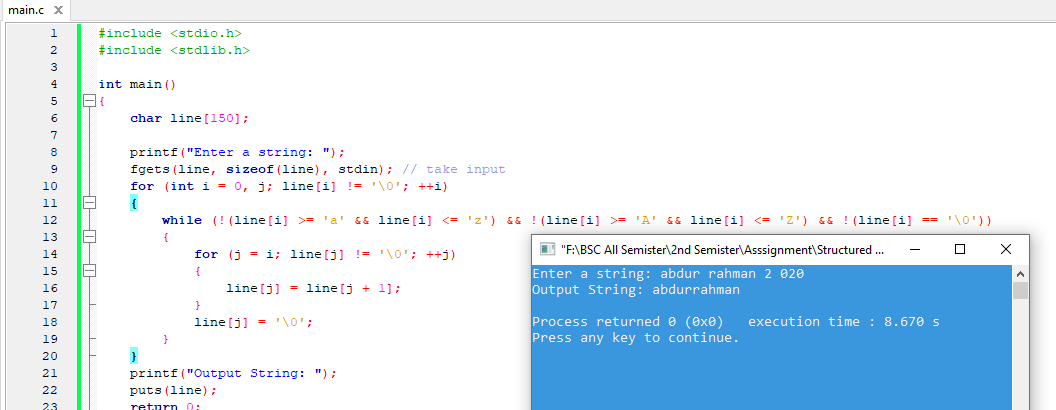 main.c X
1 #include <stdio.h>
2 #include <stdlib.h>
3
4 int main()
5 {
6 char line[150];
7
8 printf("Enter a string: ");
9 fgets(line, sizeof(line), stdin); // take input
10 for (int i = 0, j; line[i] != '\0'; ++i)
11 {
12 while (!(line[i] >= 'a' && line[i] <= 'z') && !(line[i] >= 'A' && line[i] <= 'Z') && !(line[i] == '\0'))
13 {
14 for (j = i; line[j] != '\0'; ++j)
15 {
16 line[j] = line[j + 1];
17 }
18 line[j] = '\0';
19 }
20 }
21 printf("Output String: ");
22 puts(line);
23 return 0;
"F:\BSC All Semister\2nd Semister\Asssignment\Structured ...
Enter a string: abdur rahman 2 020
Output String: abdurrahman
Process returned 0 (0x0) execution time : 8.670 s
Press any key to continue.